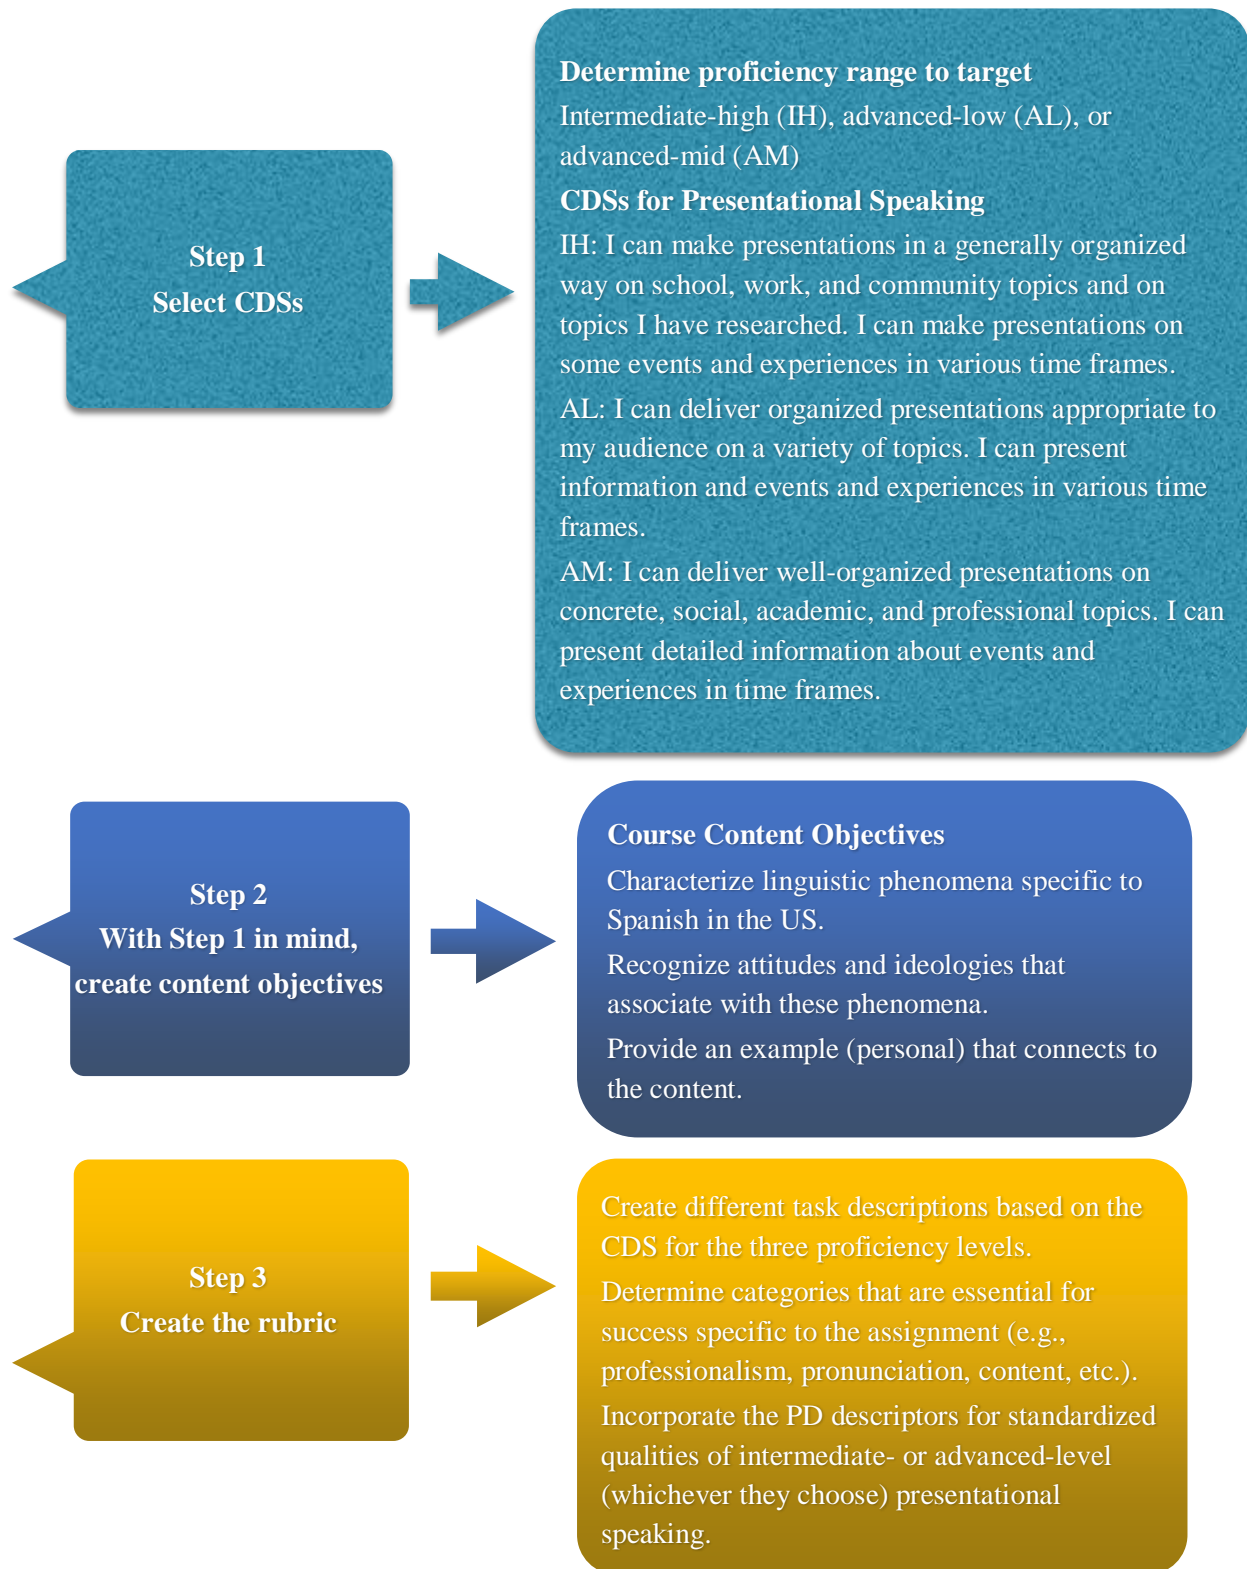 Step 1
Select CDSs
Determine proficiency range to target
Intermediate-high (IH), advanced-low (AL), or
advanced-mid (AM)
CDSs for Presentational Speaking
IH: I can make presentations in a generally organized
way on school, work, and community topics and on
topics I have researched. I can make presentations on
some events and experiences in various time frames.
AL: I can deliver organized presentations appropriate to
my audience on a variety of topics. I can present
information and events and experiences in various time
frames.
AM: I can deliver well-organized presentations on
concrete, social, academic, and professional topics. I can
present detailed information about events and
experiences in time frames.
Step 2
With Step 1 in mind,
create content objectives
Course Content Objectives
Characterize linguistic phenomena specific to
Spanish in the US.
Recognize attitudes and ideologies that
associate with these phenomena.
Provide an example (personal) that connects to
the content.
Step 3
Create the rubric
Create different task descriptions based on the
CDS for the three proficiency levels.
Determine categories that are essential for
success specific to the assignment (e.g.,
professionalism, pronunciation, content, etc.).
Incorporate the PD descriptors for standardized
qualities of intermediate- or advanced-level
(whichever they choose) presentational
speaking.